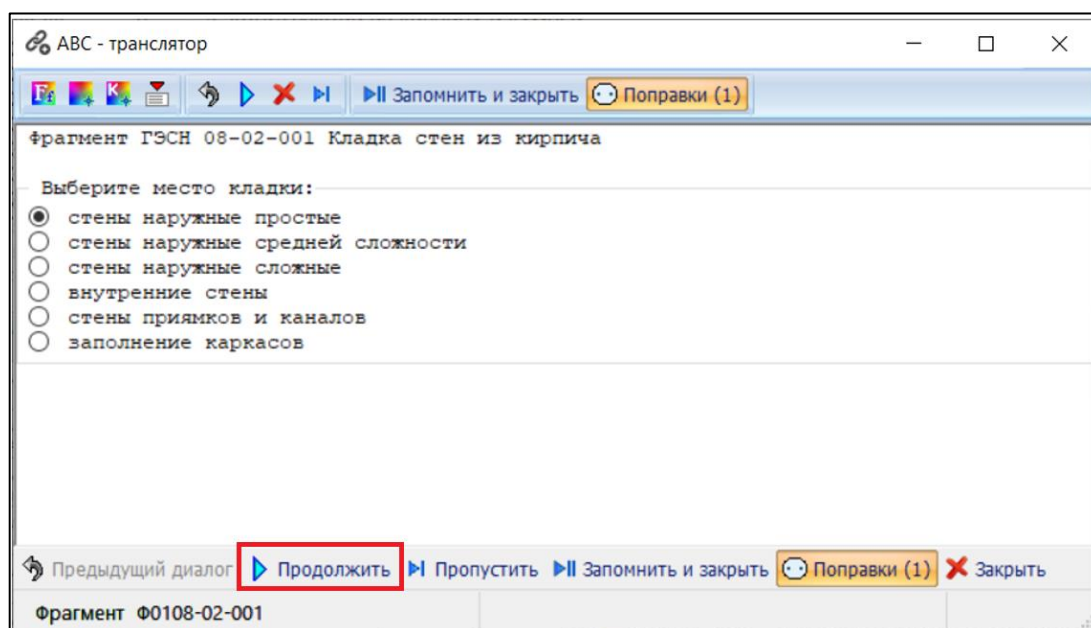 ABC - транслятор
Запомнить и закрыть Поправки (1)
Фрагмент ГЭСН 08-02-001 Кладка стен из кирпича
Выберите место кладки:
стены наружные простые
стены наружные средней сложности
стены наружные сложные
внутренние стены
стены приямков и каналов
заполнение каркасов
Предыдущий диалог Продолжить Пропустить Запомнить и закрыть Поправки (1) Закрыть
Фрагмент Ф0108-02-001